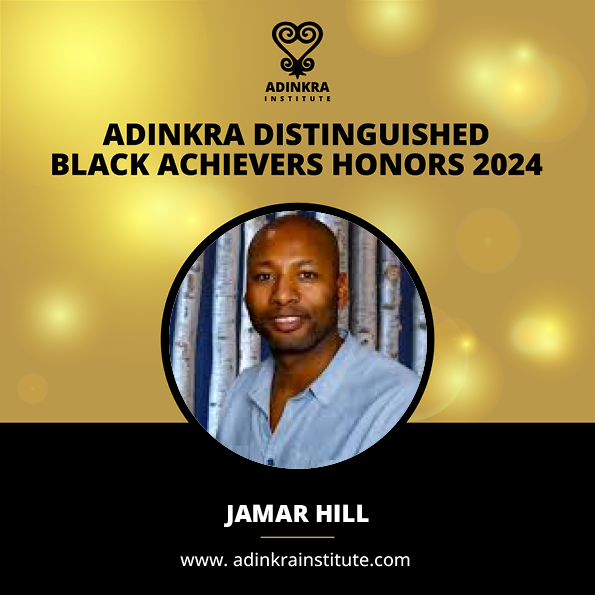 ADINKRA
INSTITUTE
ADINKRA DISTINGUISHED
BLACK ACHIEVERS HONORS 2024
JAMAR HILL
www. adinkrainstitute.com